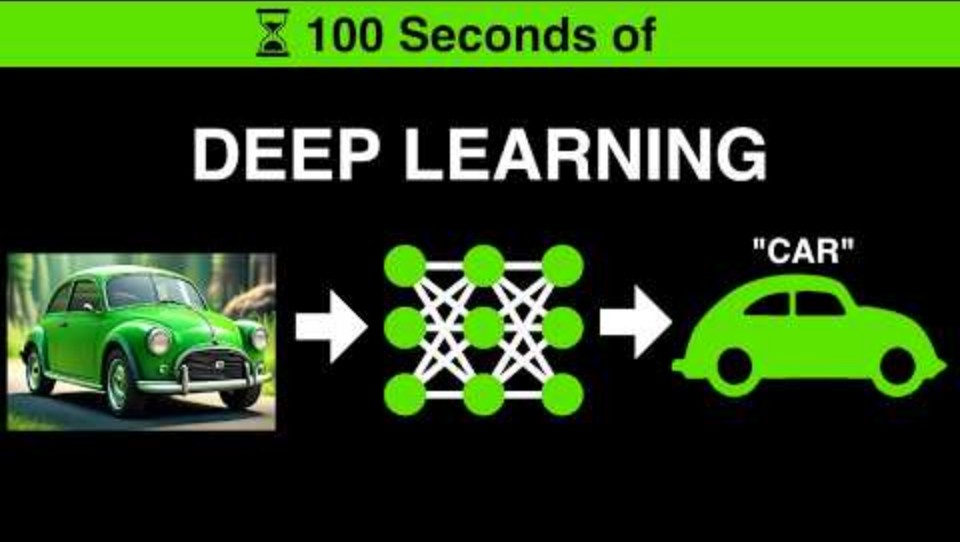 ⏳ 100 Seconds of
DEEP LEARNING
"CAR"